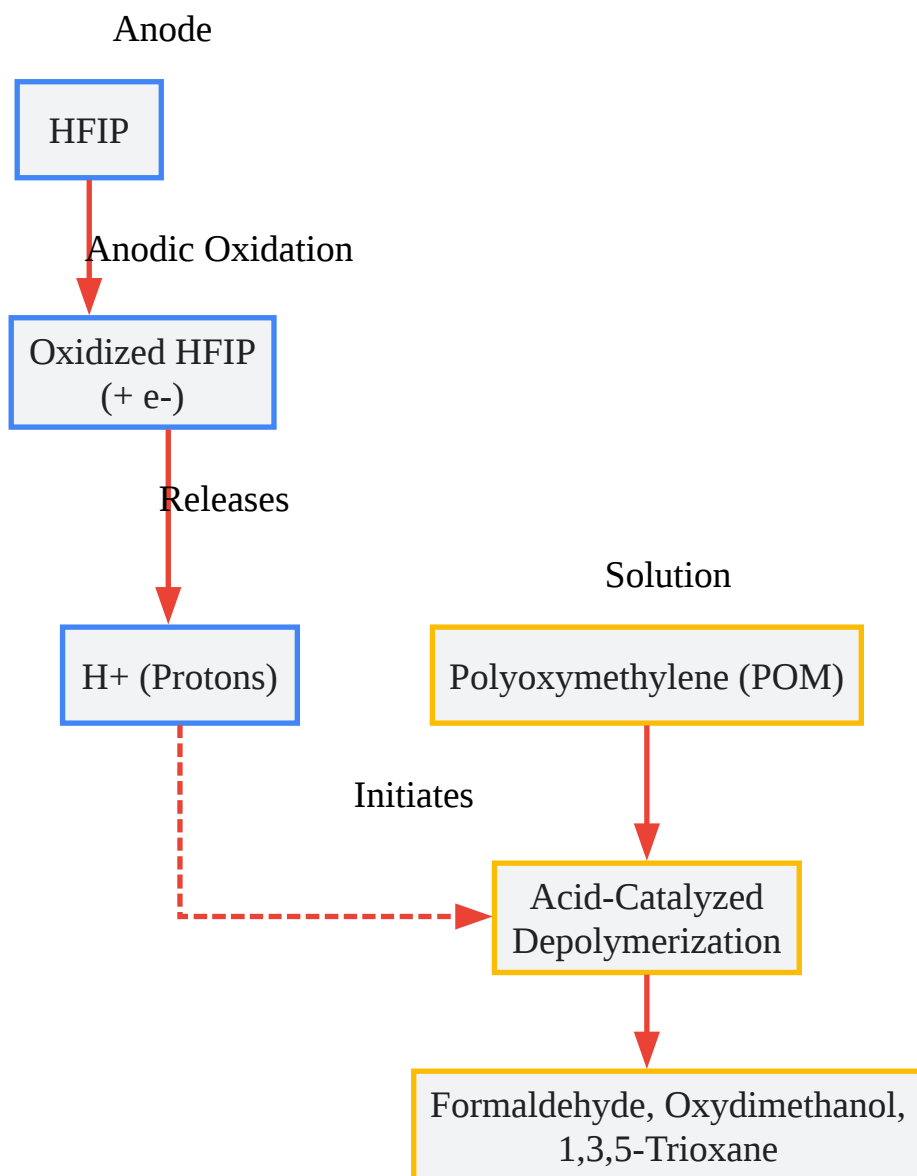 Anode
HFIP
Anodic Oxidation
Oxidized HFIP
(+ e-)
Releases
H+ (Protons)
Solution
Polyoxymethylene (POM)
Initiates
Acid-Catalyzed
Depolymerization
Formaldehyde, Oxydimethanol,
1,3,5-Trioxane